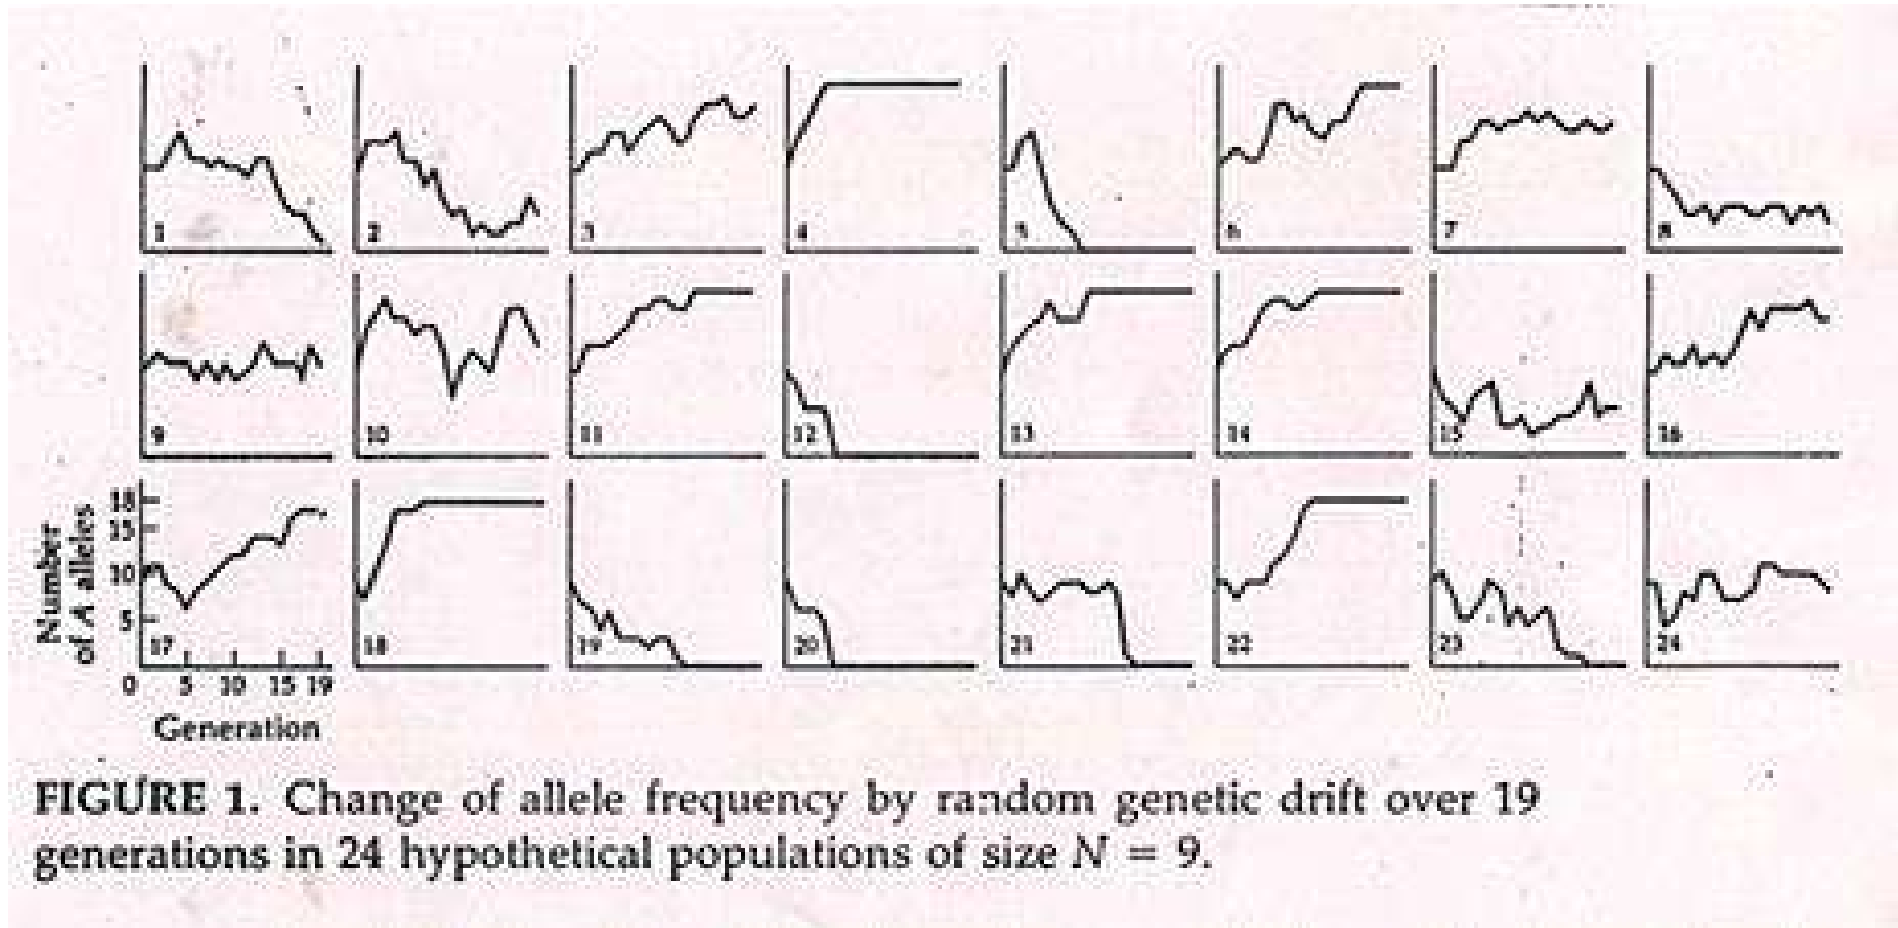 1 2 3 4 5 6 7 8
9 10 11 12 13 14 15 16
18
15
10
5
Number
of A alleles
17 18 19 20 21 22 23 24
0 5 10 15 19
Generation
FIGURE 1. Change of allele frequency by random genetic drift over 19
generations in 24 hypothetical populations of size N = 9.